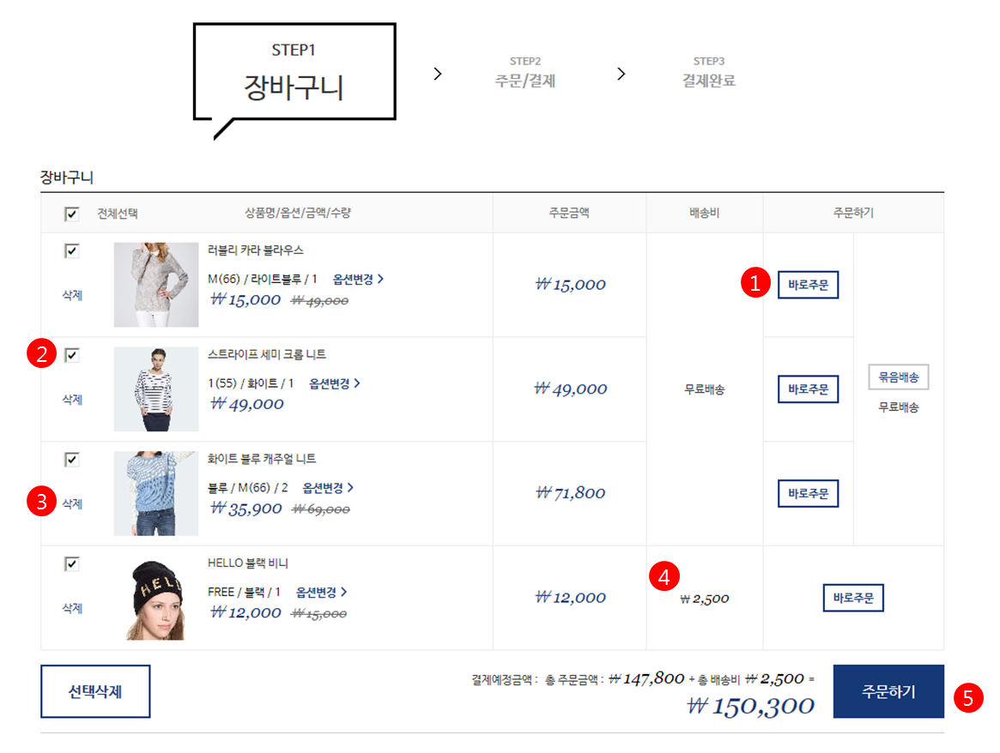 STEP1
장바구니
STEP2
주문/결제
STEP3
결제완료
장바구니
전체선택 상품명/옵션/금액/수량 주문금액 배송비 주문하기
러블리 카라 블라우스
M(66) / 라이트블루 / 1 옵션변경
삭제
₩15,000 ₩49,000
₩15,000
1
바로주문
2
스트라이프 세미 크롭 니트
1(55) / 화이트 / 1 옵션변경
삭제
₩49,000
₩49,000
무료배송
바로주문
묶음배송
무료배송
화이트 블루 캐주얼 니트
블루 / M(66) / 2 옵션변경
3
삭제
₩35,900 ₩69,000
₩71,800
바로주문
HELLO
HELLO 블랙 비니
FREE / 블랙 / 1 옵션변경
삭제
₩12,000 ₩15,000
₩12,000
4
₩2,500
바로주문
선택삭제
결제예정금액 : 총 주문금액 : ₩147,800 + 총 배송비 ₩2,500 =
₩150,300
주문하기
5